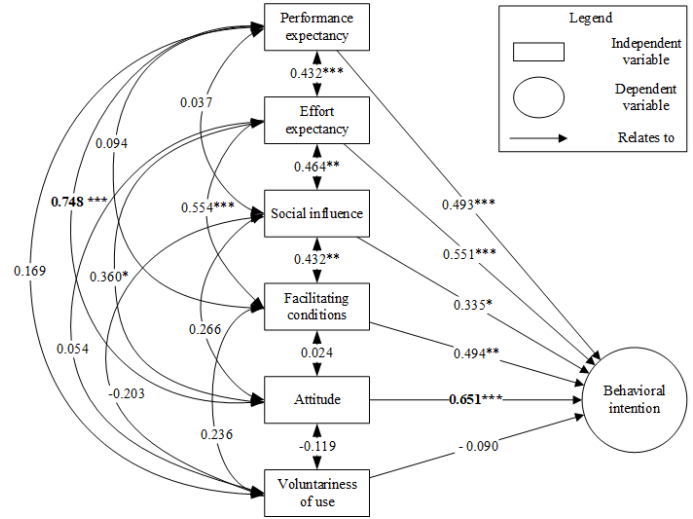 Performance
expectancy
Legend
Independent
variable
Dependent
variable
Relates to
0.432***
0.037
Effort
expectancy
0.094
0.464**
0.748 ***
0.554***
Social influence
0.493***
0.551***
0.169
0.360*
0.432**
0.335*
Facilitating
conditions
0.266
0.494**
0.054
0.024
-0.203
Attitude
0.651***
Behavioral
intention
0.236
-0.119
- 0.090
Voluntariness
of use